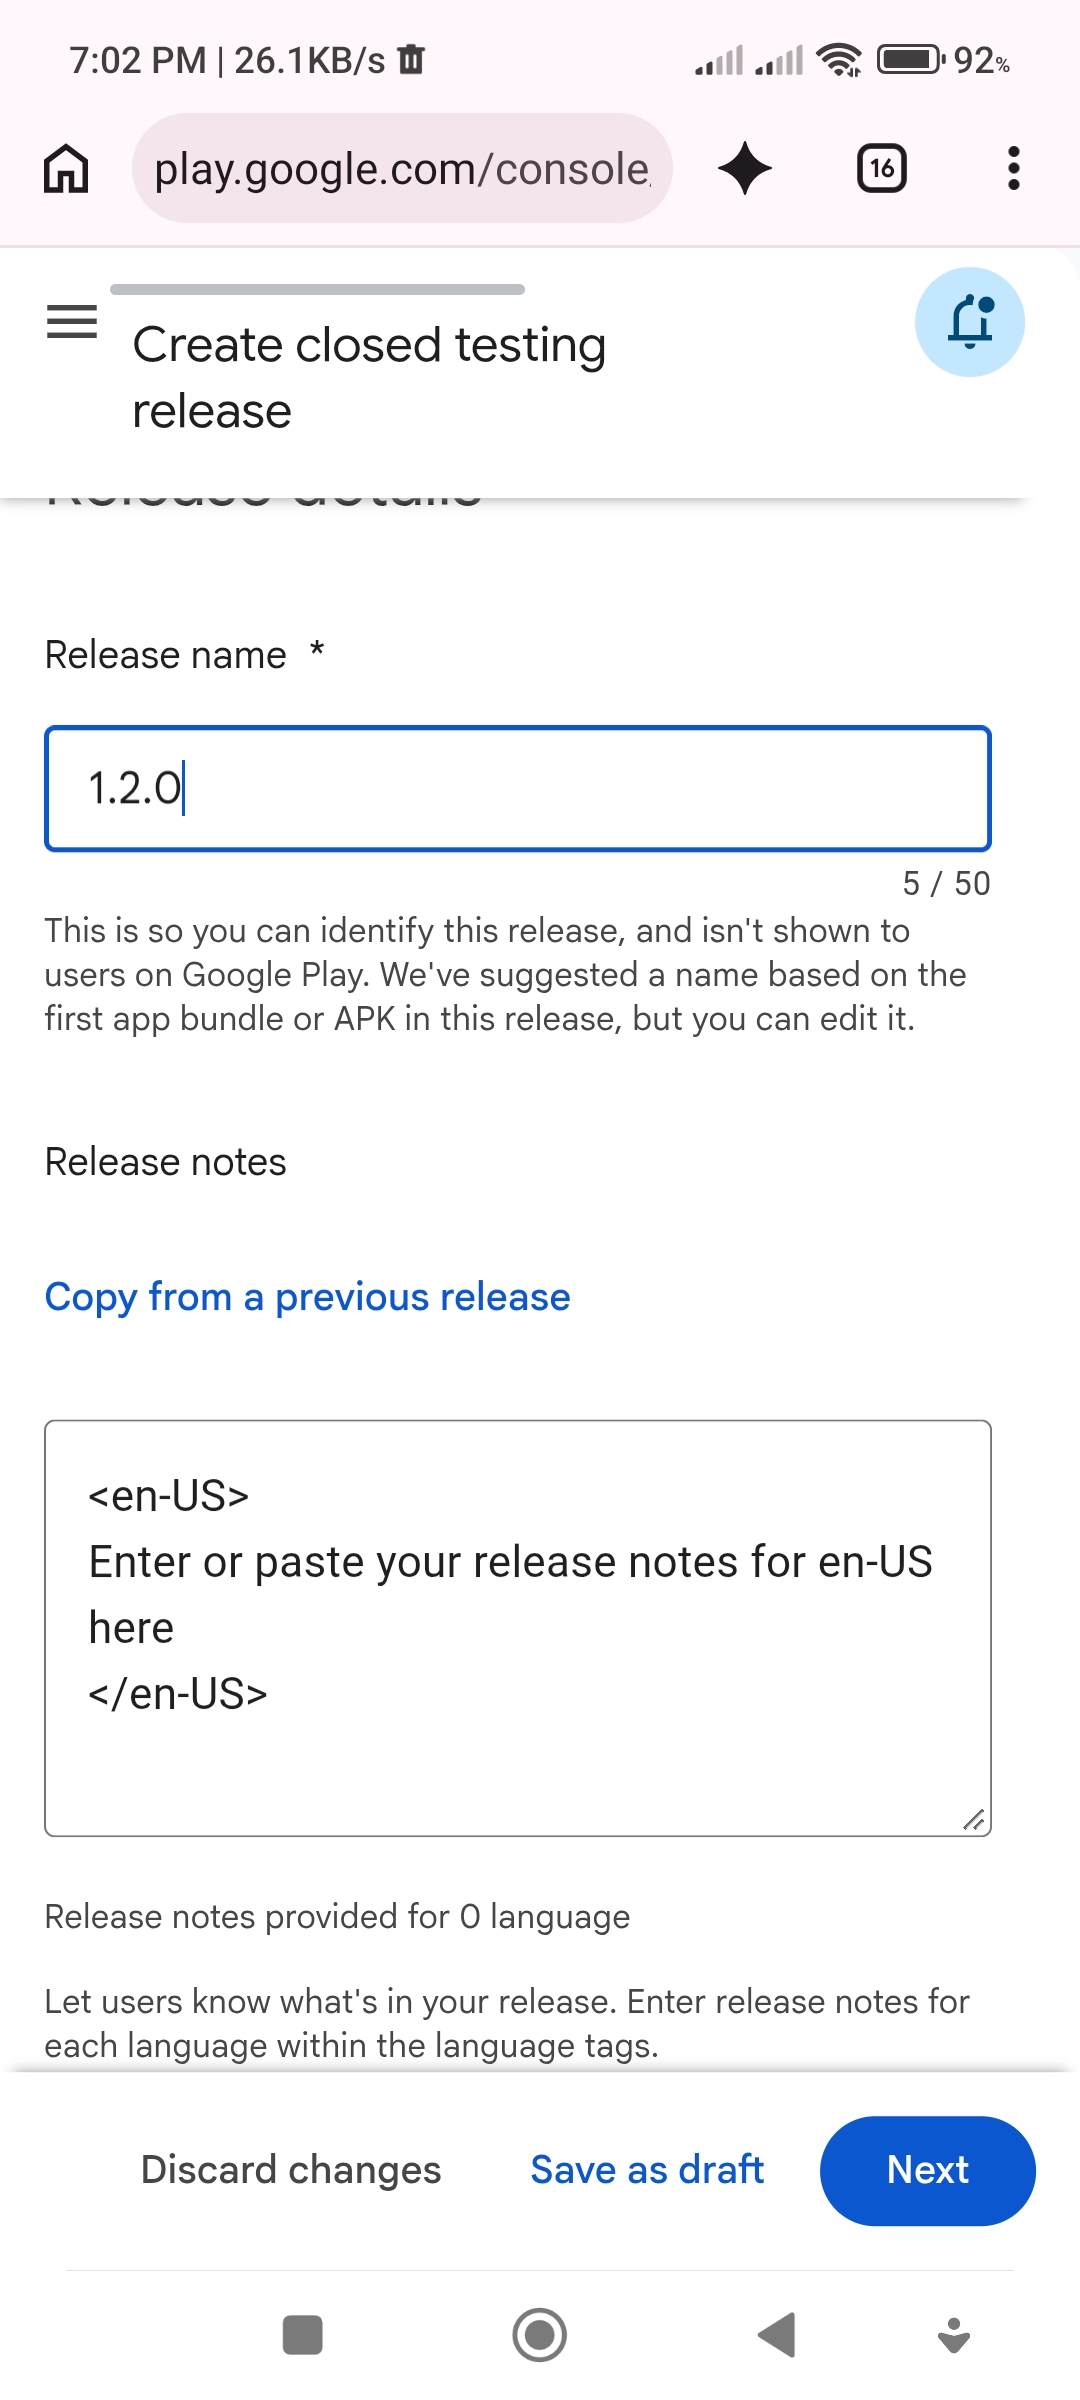 7:02 PM | 26.1KB/s
92%
play.google.com/console
16
Create closed testing
release
Release details
Release name *
1.2.0
5 / 50
This is so you can identify this release, and isn't shown to
users on Google Play. We've suggested a name based on the
first app bundle or APK in this release, but you can edit it.
Release notes
Copy from a previous release
<en-US>
Enter or paste your release notes for en-US
here
</en-US>
Release notes provided for 0 language
Let users know what's in your release. Enter release notes for
each language within the language tags.
Discard changes
Save as draft
Next